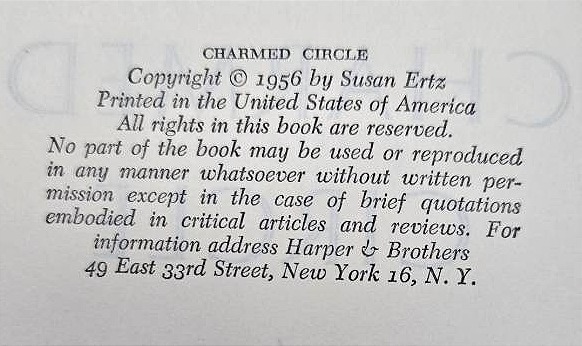 CHARMED CIRCLE
Copyright © 1956 by Susan Ertz
Printed in the United States of America
All rights in this book are reserved.
No part of the book may be used or reproduced
in any manner whatsoever without written per-
mission except in the case of brief quotations
embodied in critical articles and reviews. For
information address Harper & Brothers
49 East 33rd Street, New York 16, N. Y.